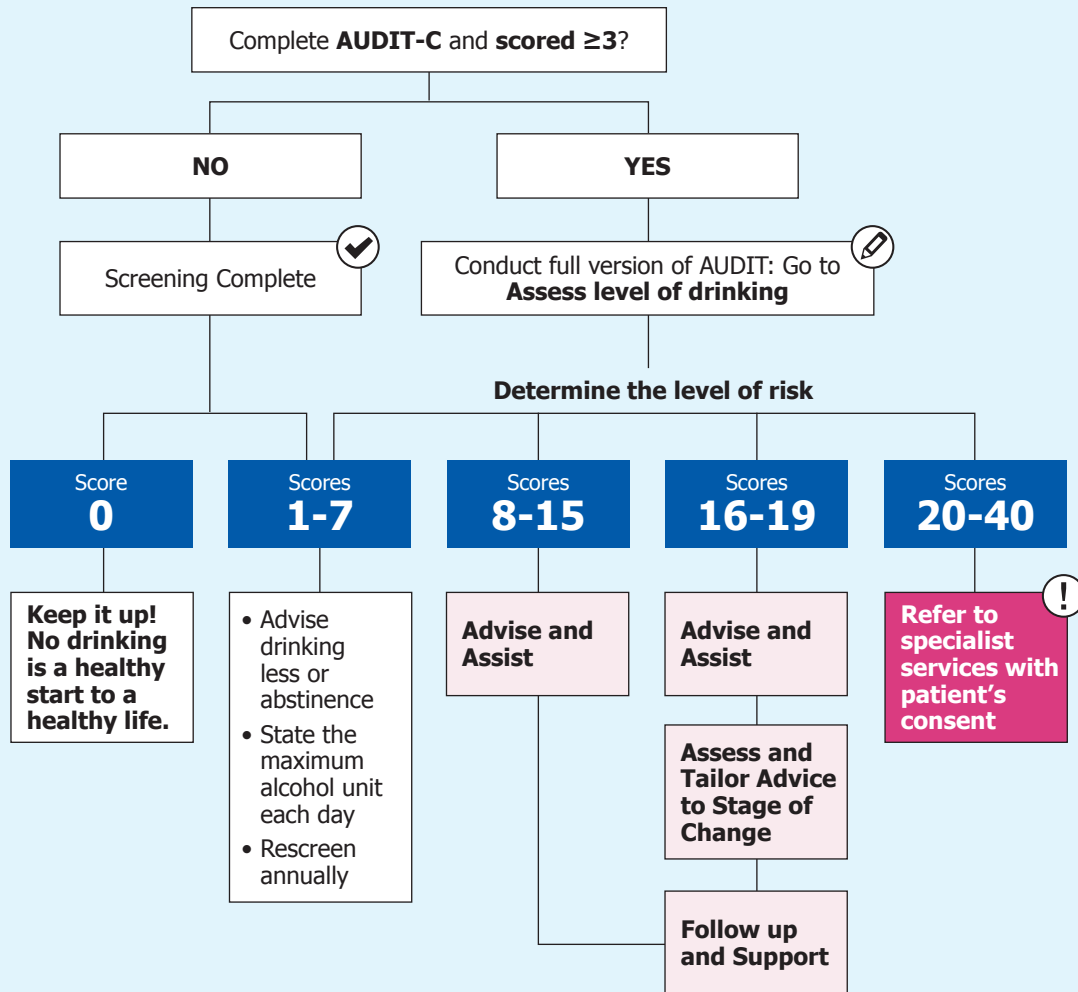 Complete AUDIT-C and scored ≥3?
NO
YES
Screening Complete
Conduct full version of AUDIT: Go to
Assess level of drinking
Determine the level of risk
Score
0
Scores
1-7
Scores
8-15
Scores
16-19
Scores
20-40
Keep it up!
No drinking
is a healthy
start to a
healthy life.
• Advise
drinking
less or
abstinence
• State the
maximum
alcohol unit
each day
• Rescreen
annually
Advise and
Assist
Advise and
Assist
Assess and
Tailor Advice
to Stage of
Change
Follow up
and Support
!
Refer to
specialist
services with
patient’s
consent